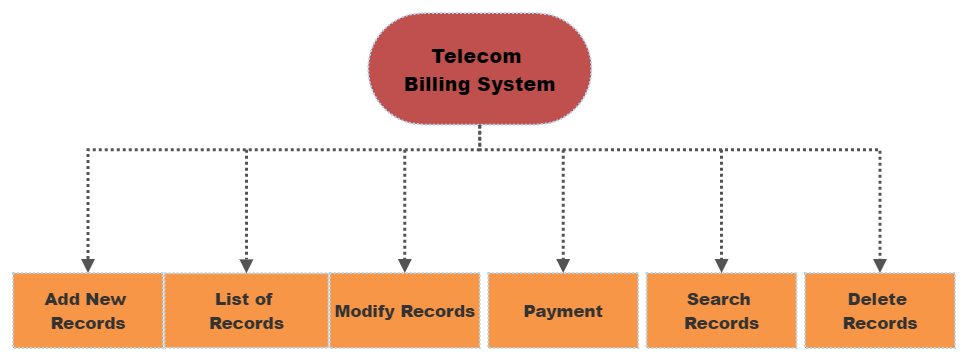 Telecom
Billing System
Add New
Records
List of
Records
Modify Records
Payment
Search
Records
Delete
Records